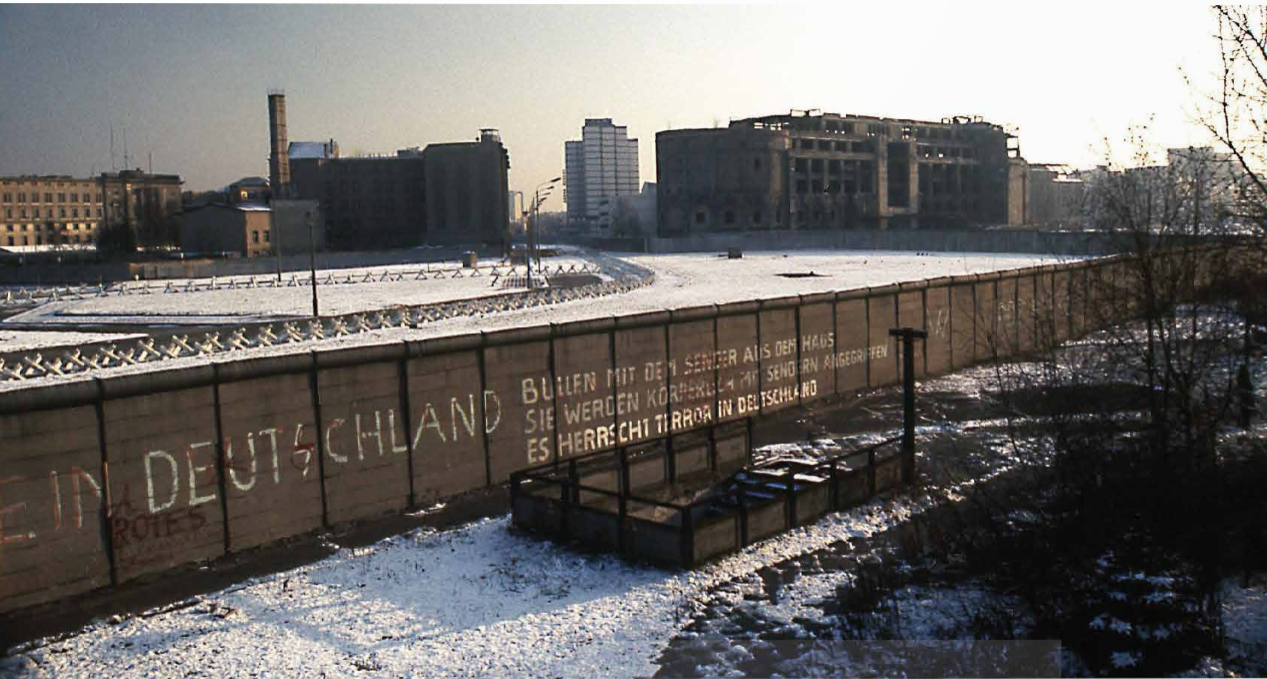 EIN DEUTSCHLAND
ROTES
BULLEN MIT DEM SENDER AUS DEM HAUS
SIE WERDEN KÖRPERLICH MIT SENDERN ANGEGRIFFEN
ES HERRSCHT TERROR IN DEUTSCHLAND